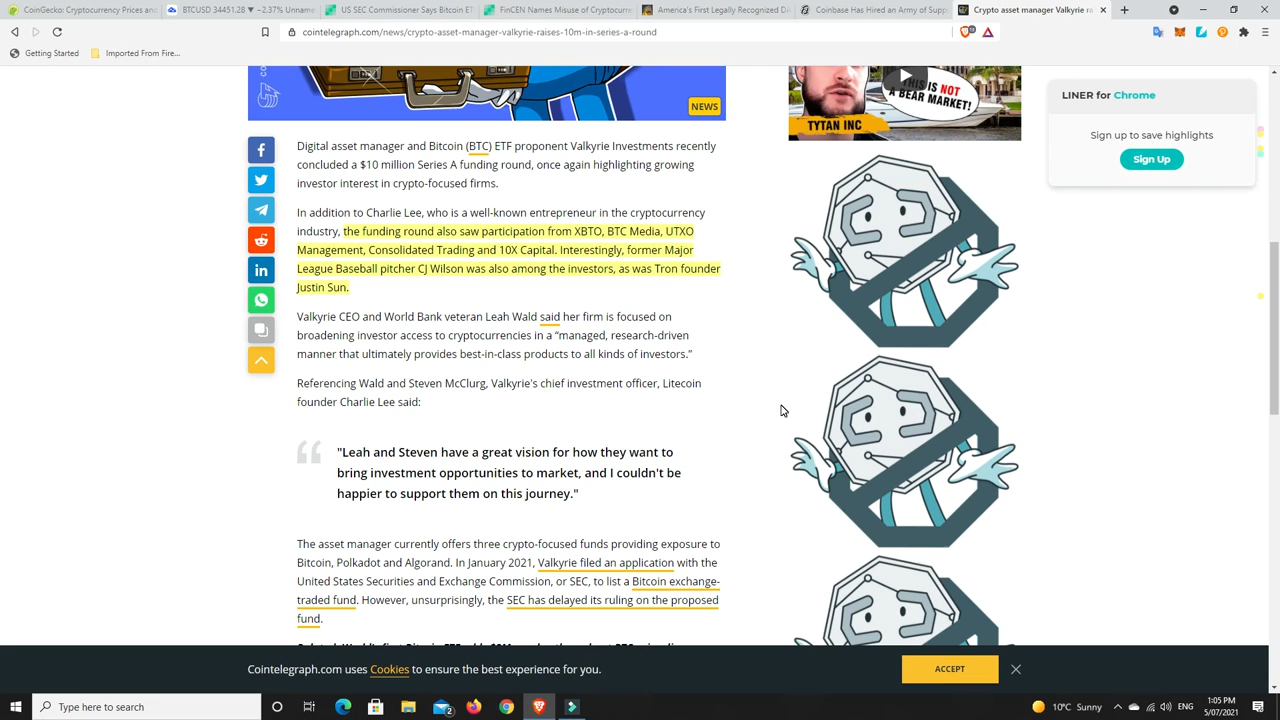 CoinGecko: Cryptocurrency Prices and
BTCUSD 34451.28 ▼ −2.37% Unname
US SEC Commissioner Says Bitcoin ET
FinCEN Names Misuse of Cryptocurre
America's First Legally Recognized DA
Coinbase Has Hired an Army of Supp
Crypto asset manager Valkyrie ra
cointelegraph.com/news/crypto-asset-manager-valkyrie-raises-10m-in-series-a-round
Getting Started
Imported From Fire...
NEWS
THIS IS NOT
A BEAR MARKET!
TYTAN INC
LINER for Chrome
Sign up to save highlights
Sign Up
Digital asset manager and Bitcoin (BTC) ETF proponent Valkyrie Investments recently
concluded a $10 million Series A funding round, once again highlighting growing
investor interest in crypto-focused firms.
In addition to Charlie Lee, who is a well-known entrepreneur in the cryptocurrency
industry, the funding round also saw participation from XBTO, BTC Media, UTXO
Management, Consolidated Trading and 10X Capital. Interestingly, former Major
League Baseball pitcher CJ Wilson was also among the investors, as was Tron founder
Justin Sun.
Valkyrie CEO and World Bank veteran Leah Wald said her firm is focused on
broadening investor access to cryptocurrencies in a “managed, research-driven
manner that ultimately provides best-in-class products to all kinds of investors.”
Referencing Wald and Steven McClurg, Valkyrie's chief investment officer, Litecoin
founder Charlie Lee said:
"Leah and Steven have a great vision for how they want to
bring investment opportunities to market, and I couldn't be
happier to support them on this journey."
The asset manager currently offers three crypto-focused funds providing exposure to
Bitcoin, Polkadot and Algorand. In January 2021, Valkyrie filed an application with the
United States Securities and Exchange Commission, or SEC, to list a Bitcoin exchange-
traded fund. However, unsurprisingly, the SEC has delayed its ruling on the proposed
fund.
Cointelegraph.com uses Cookies to ensure the best experience for you.
ACCEPT
Type here to search
10°C Sunny
ENG
1:05 PM
5/07/2021